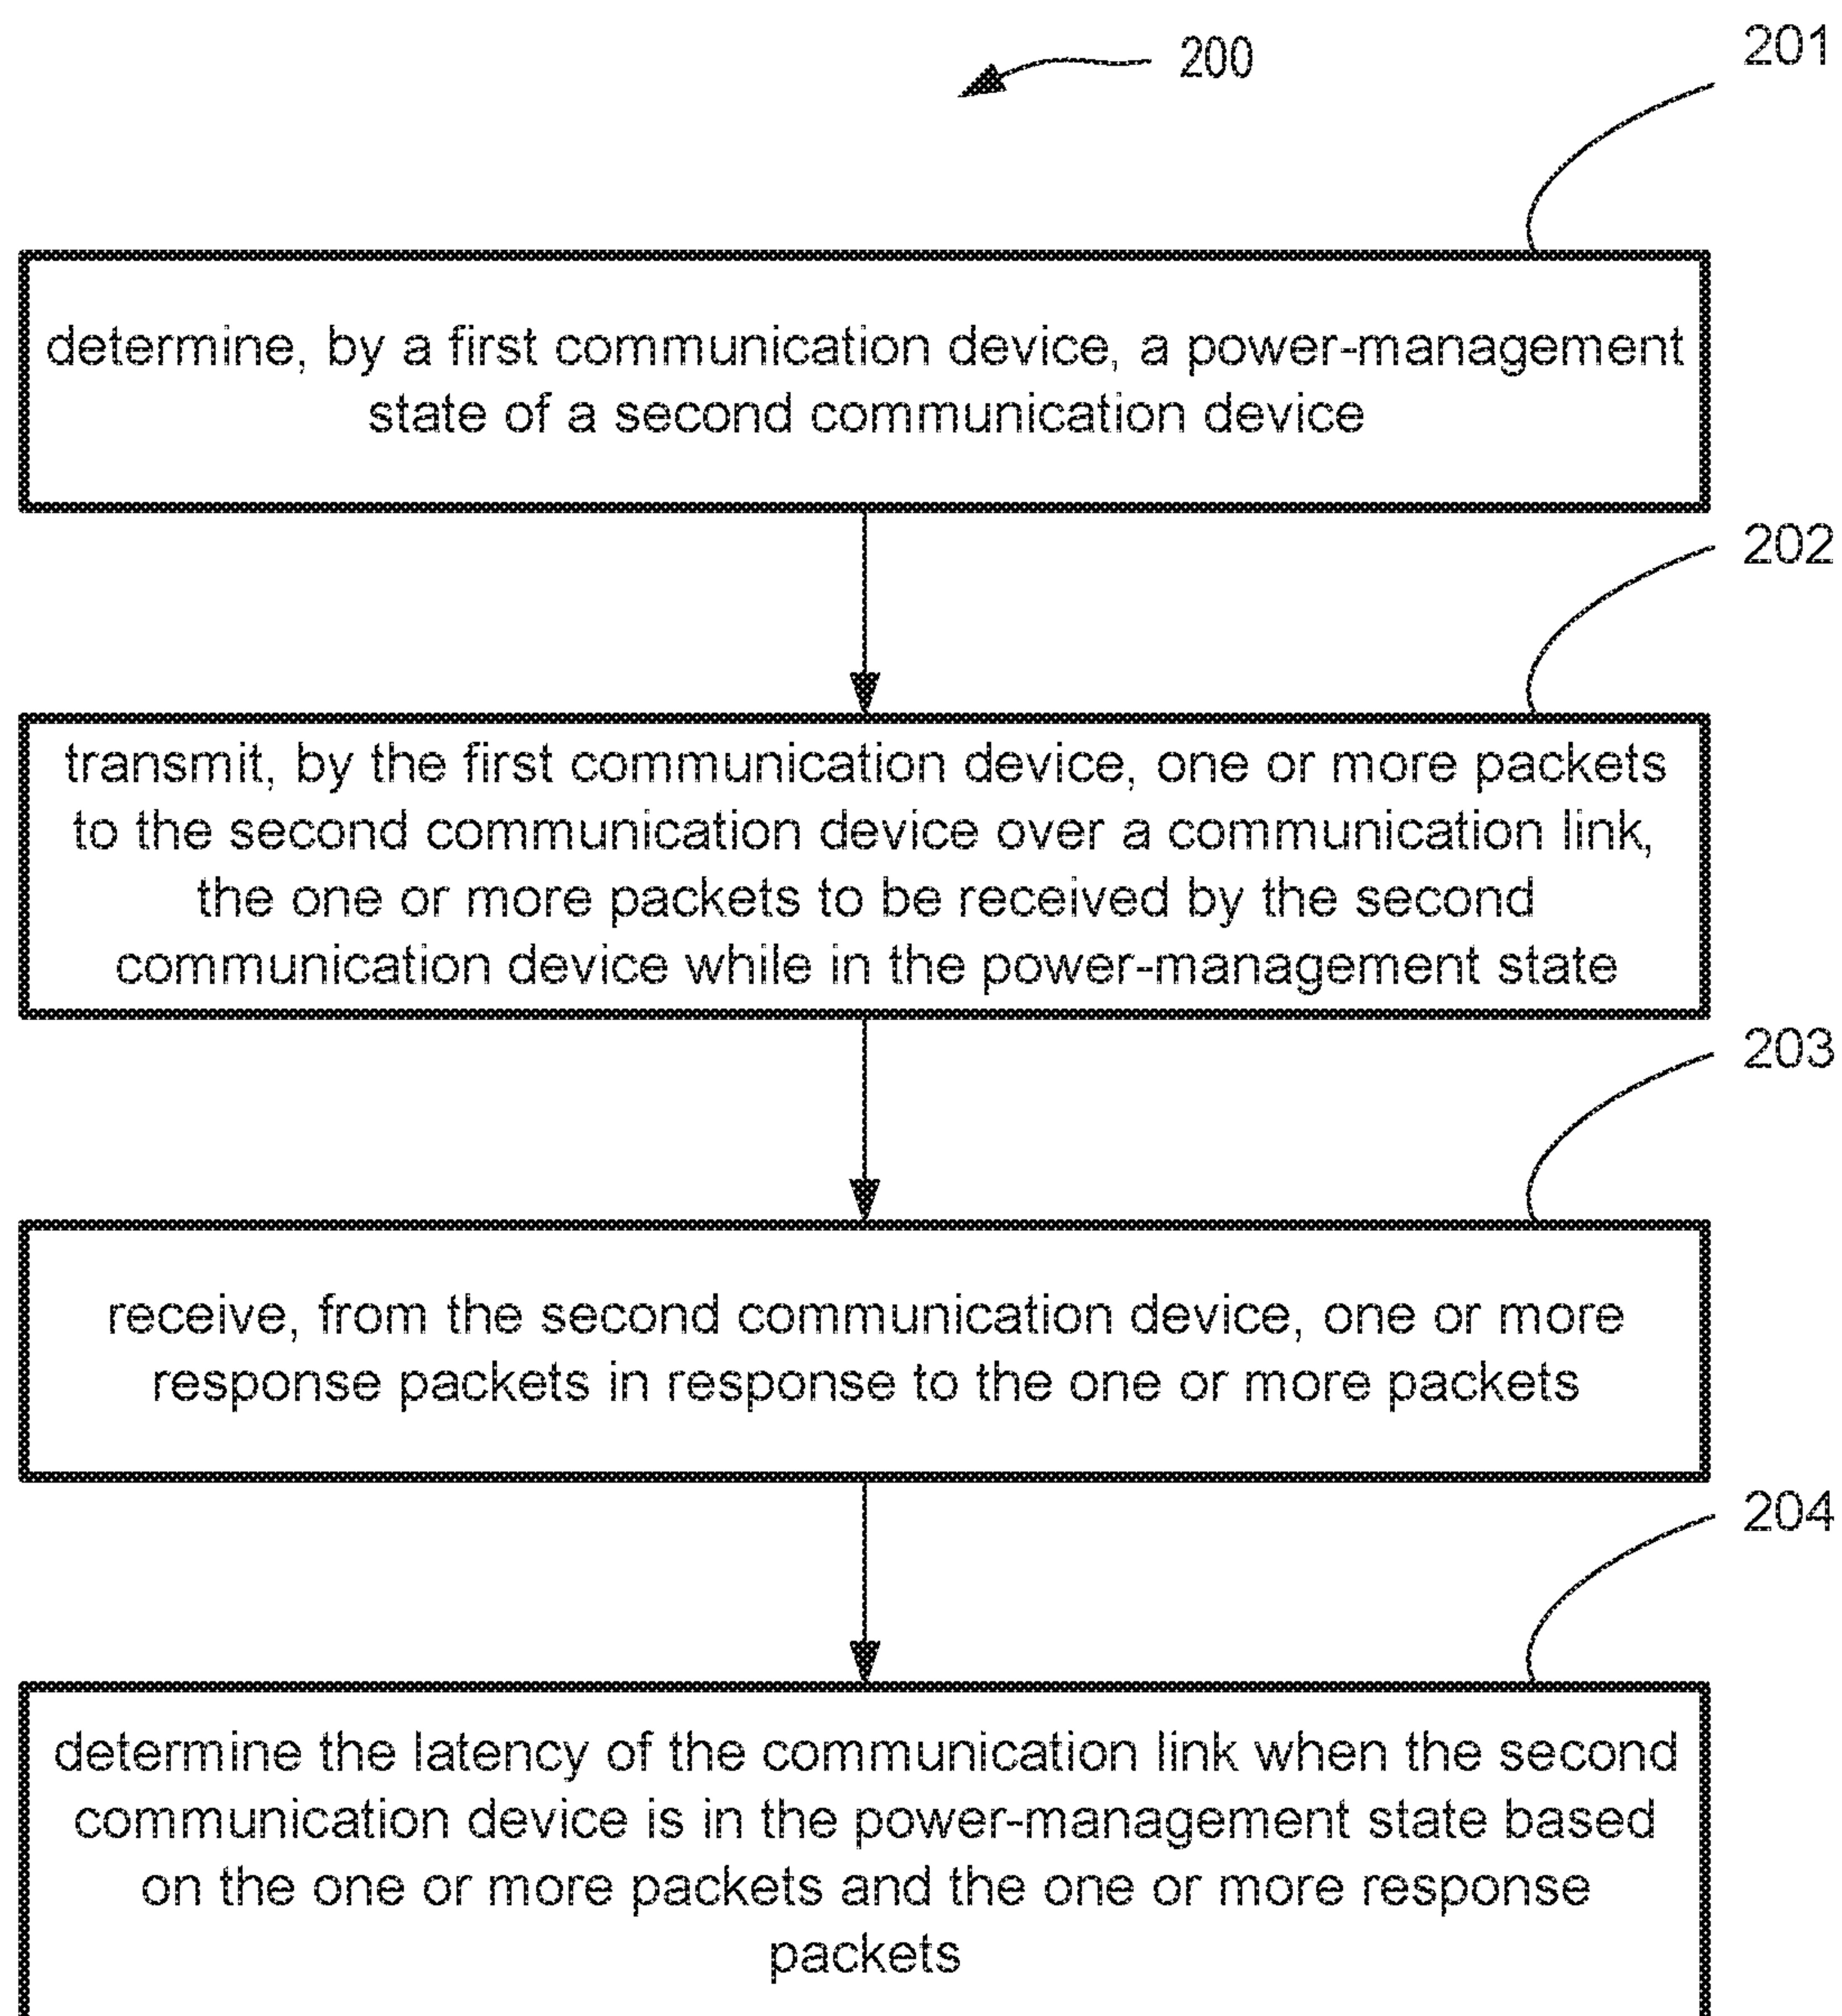 200
201
determine, by a first communication device, a power-management
state of a second communication device
202
transmit, by the first communication device, one or more packets
to the second communication device over a communication link,
the one or more packets to be received by the second
communication device while in the power-management state
203
receive, from the second communication device, one or more
response packets in response to the one or more packets
204
determine the latency of the communication link when the second
communication device is in the power-management state based
on the one or more packets and the one or more response
packets